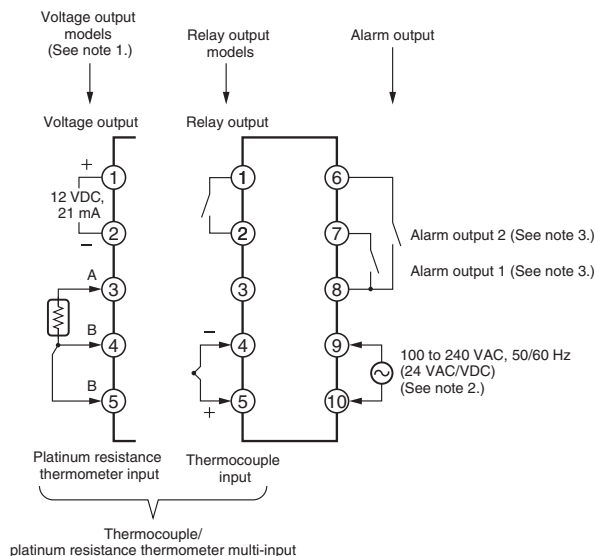 Voltage output
models
(See note 1.)
Relay output
models
Alarm output
Voltage output
Relay output
+
1
12 VDC,
21 mA
2
−
A
3
B
4
B
5
1
2
3
−
4
+
5
6
7
8
9
10
Alarm output 2 (See note 3.)
Alarm output 1 (See note 3.)
100 to 240 VAC, 50/60 Hz
(24 VAC/VDC)
(See note 2.)
Platinum resistance
thermometer input
Thermocouple
input
Thermocouple/
platinum resistance thermometer multi-input